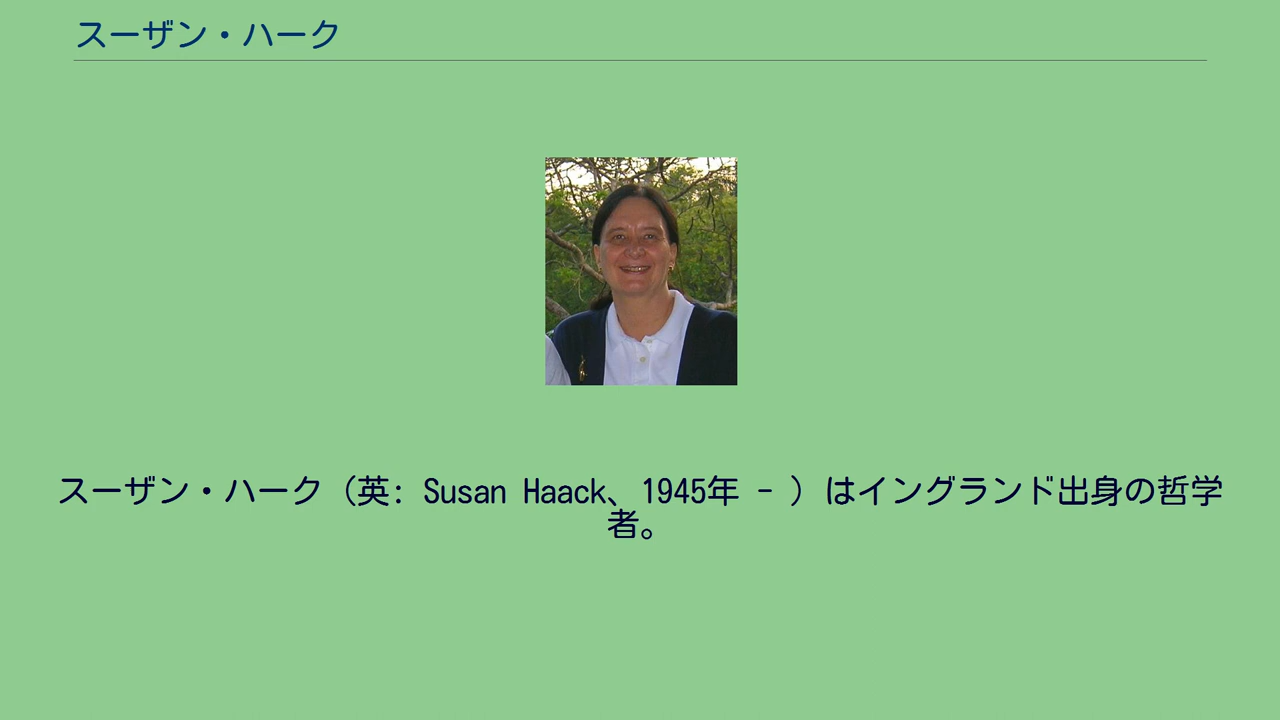 スーザン・ハーク
スーザン・ハーク（英: Susan Haack、1945年 - ）はイングランド出身の哲学
者。